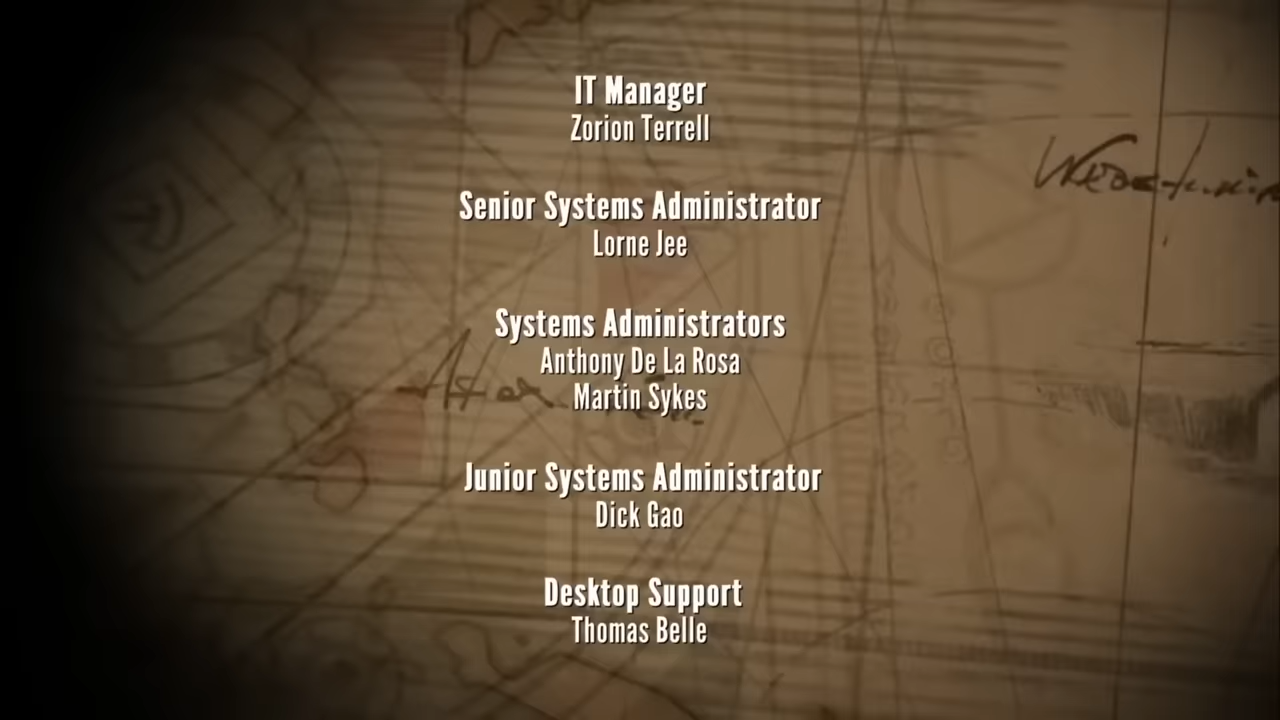 IT Manager
Zorion Terrell
Senior Systems Administrator
Lorne Jee
Systems Administrators
Anthony De La Rosa
Martin Sykes
Junior Systems Administrator
Dick Gao
Desktop Support
Thomas Belle